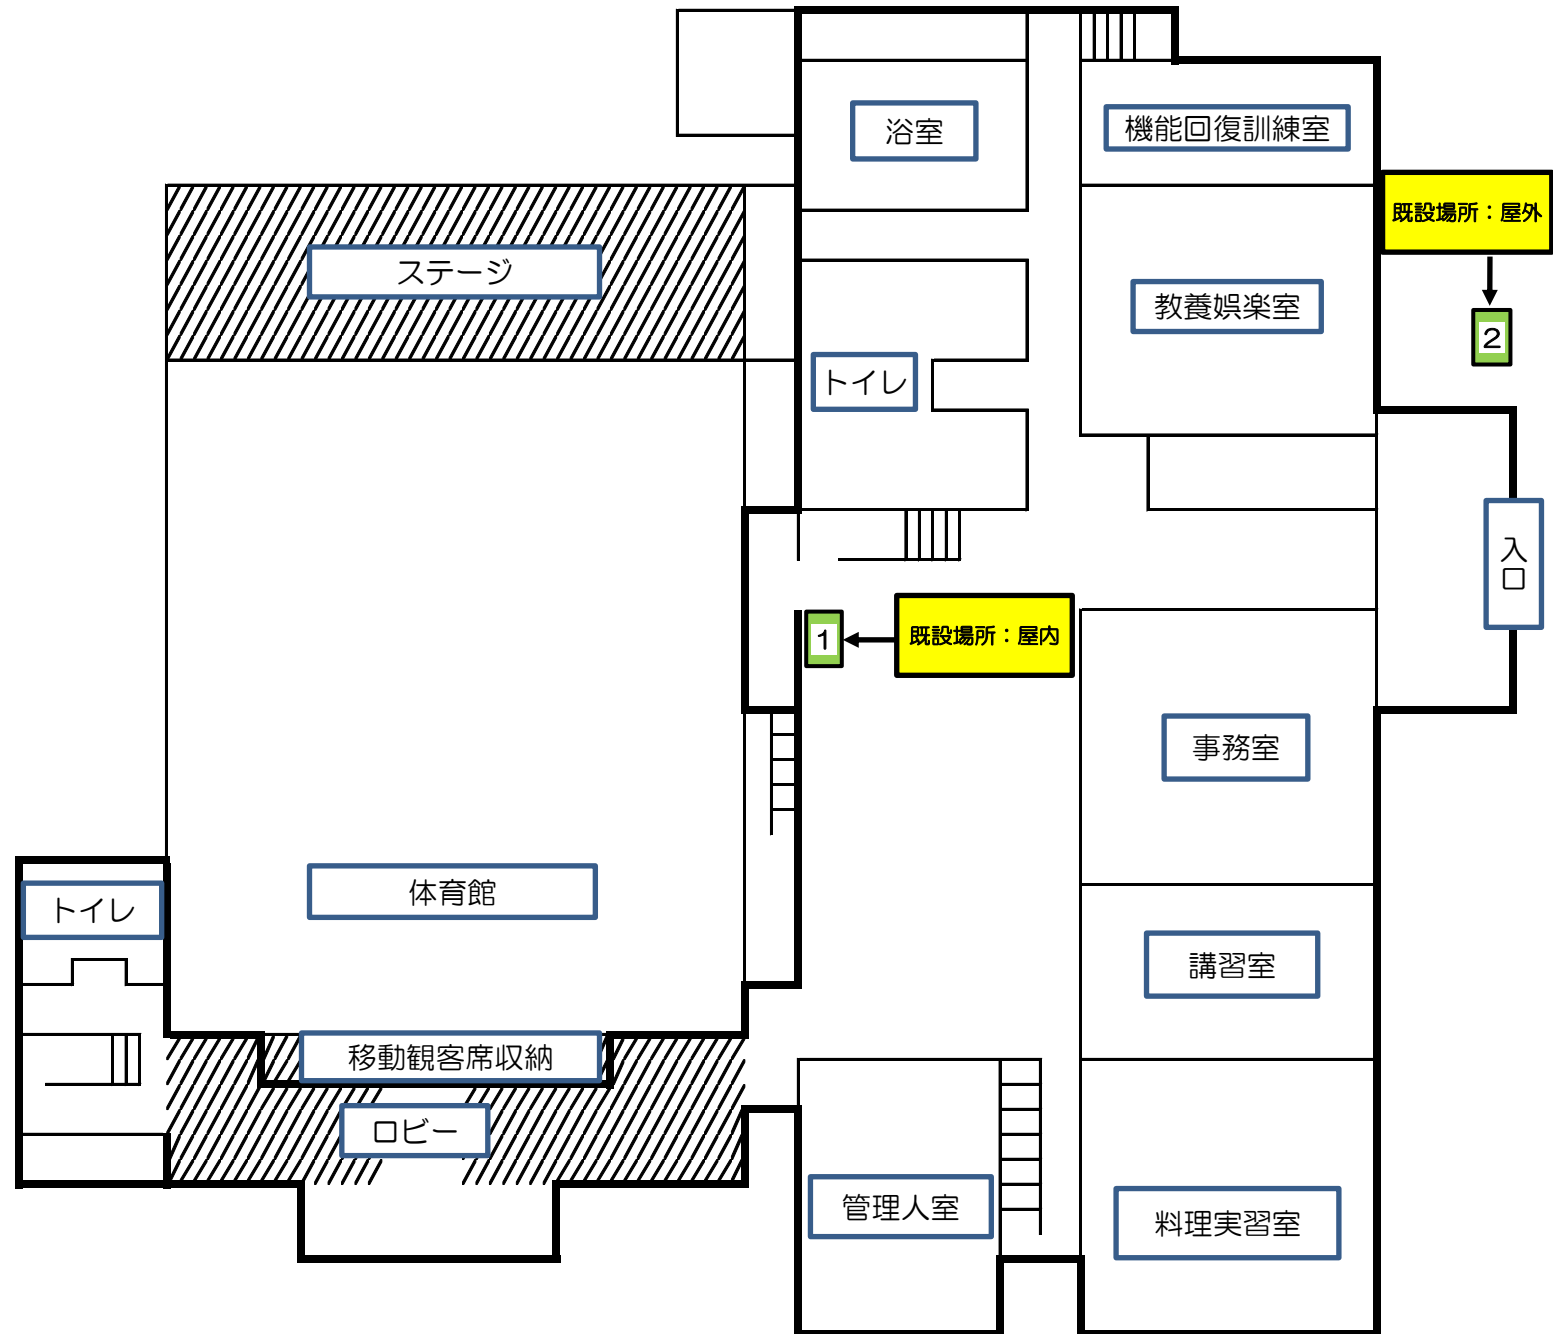 浴室
機能回復訓練室
既設場所：屋外
ステージ
教養娯楽室
2
トイレ
入口
1
既設場所：屋内
事務室
体育館
トイレ
講習室
移動観客席収納
ロビー
管理人室
料理実習室